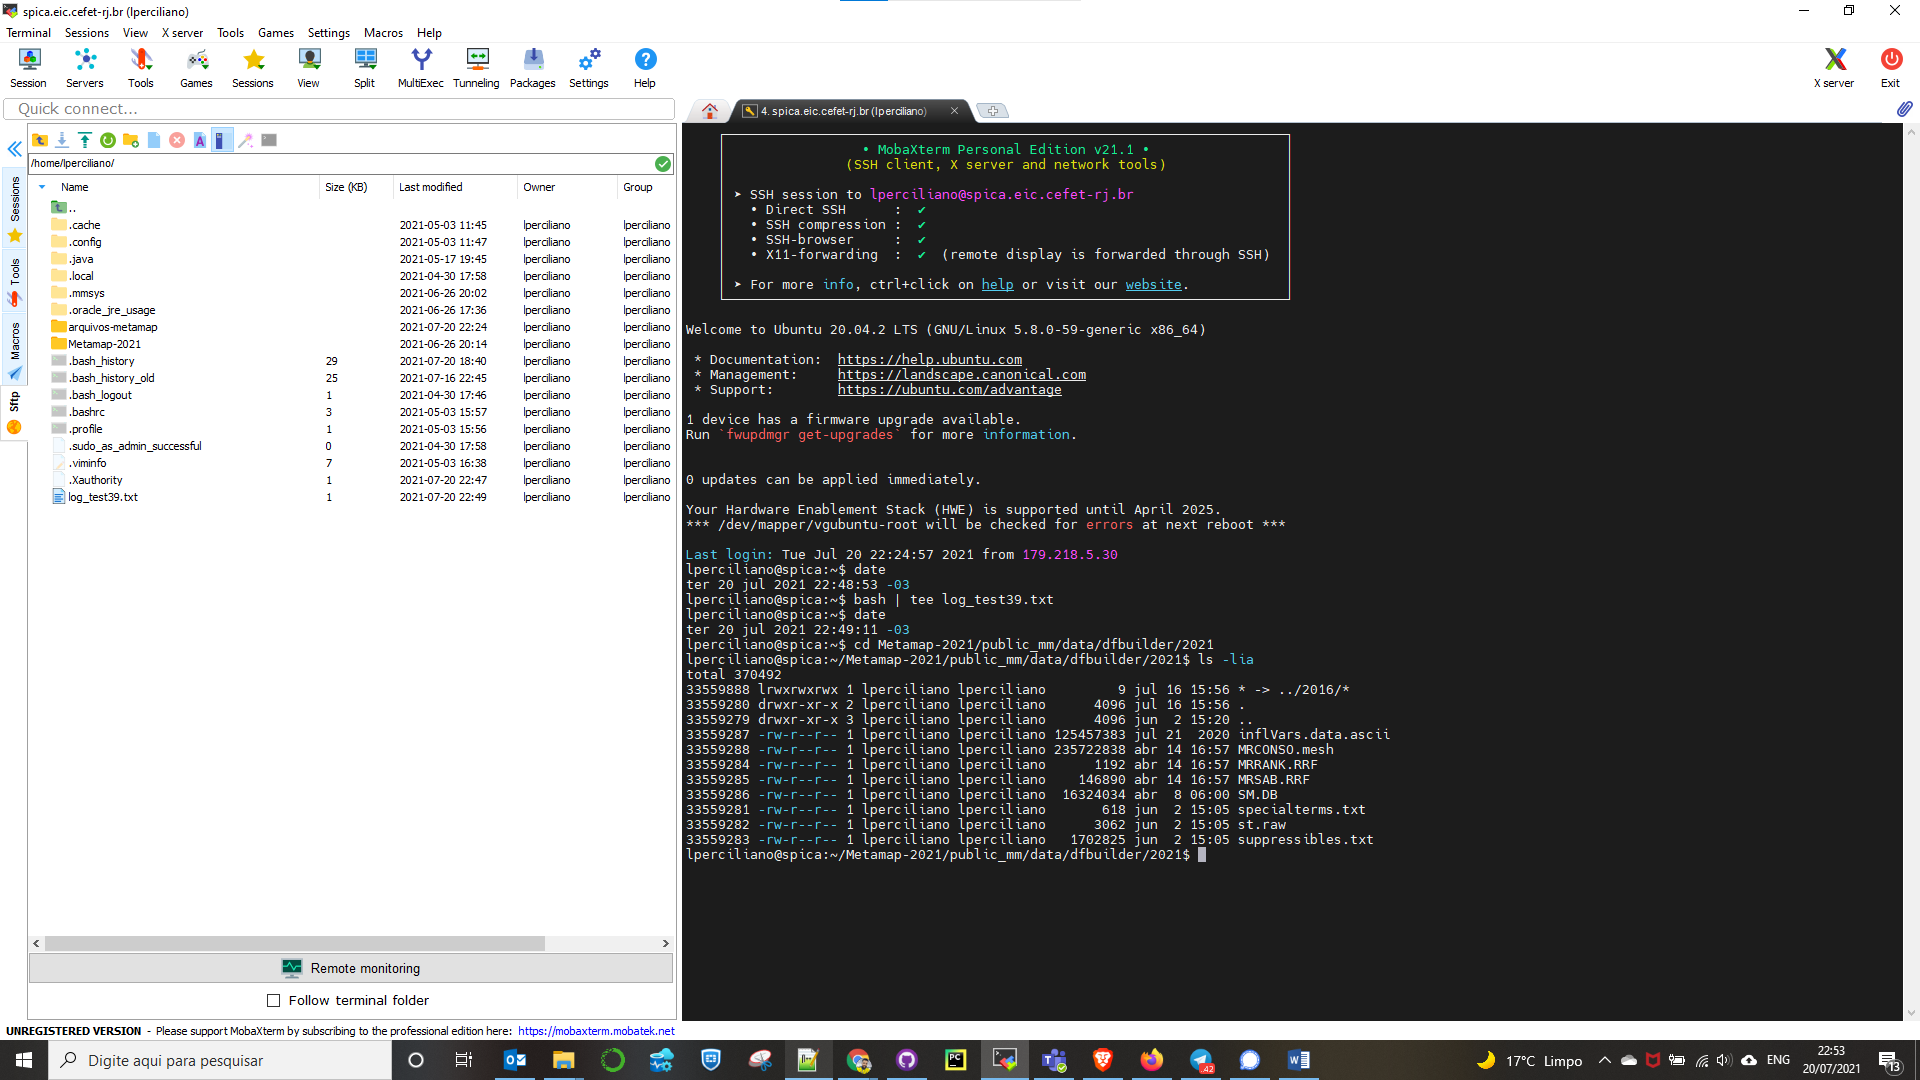 spica.eic.cefet-rj.br (lperciliano)
Terminal Sessions View X server Tools Games Settings Macros Help
Session Servers Tools Games Sessions View Split MultiExec Tunneling Packages Settings Help X server Exit
Quick connect...
4. spica.eic.cefet-rj.br (lperciliano)
Sessions
Tools
Macros
Sftp
/home/lperciliano/
Name Size (KB) Last modified Owner Group
..
.cache 2021-05-03 11:45 lperciliano lperciliano
.config 2021-05-03 11:47 lperciliano lperciliano
.java 2021-05-17 19:45 lperciliano lperciliano
.local 2021-04-30 17:58 lperciliano lperciliano
.mmsys 2021-06-26 20:02 lperciliano lperciliano
.oracle_jre_usage 2021-06-26 17:36 lperciliano lperciliano
arquivos-metamap 2021-07-20 22:24 lperciliano lperciliano
Metamap-2021 2021-06-26 20:14 lperciliano lperciliano
.bash_history 29 2021-07-20 18:40 lperciliano lperciliano
.bash_history_old 25 2021-07-16 22:45 lperciliano lperciliano
.bash_logout 1 2021-04-30 17:46 lperciliano lperciliano
.bashrc 3 2021-05-03 15:57 lperciliano lperciliano
.profile 1 2021-05-03 15:56 lperciliano lperciliano
.sudo_as_admin_successful 0 2021-04-30 17:58 lperciliano lperciliano
.viminfo 7 2021-05-03 16:38 lperciliano lperciliano
.Xauthority 1 2021-07-20 22:47 lperciliano lperciliano
log_test39.txt 1 2021-07-20 22:49 lperciliano lperciliano
Remote monitoring
Follow terminal folder
• MobaXterm Personal Edition v21.1 •
(SSH client, X server and network tools)
➤ SSH session to lperciliano@spica.eic.cefet-rj.br
• Direct SSH : ✔
• SSH compression : ✔
• SSH-browser : ✔
• X11-forwarding : ✔ (remote display is forwarded through SSH)
➤ For more info, ctrl+click on help or visit our website.
Welcome to Ubuntu 20.04.2 LTS (GNU/Linux 5.8.0-59-generic x86_64)
* Documentation: https://help.ubuntu.com
* Management: https://landscape.canonical.com
* Support: https://ubuntu.com/advantage
1 device has a firmware upgrade available.
Run `fwupdmgr get-upgrades` for more information.
0 updates can be applied immediately.
Your Hardware Enablement Stack (HWE) is supported until April 2025.
*** /dev/mapper/vgubuntu-root will be checked for errors at next reboot ***
Last login: Tue Jul 20 22:24:57 2021 from 179.218.5.30
lperciliano@spica:~$ date
ter 20 jul 2021 22:48:53 -03
lperciliano@spica:~$ bash | tee log_test39.txt
lperciliano@spica:~$ date
ter 20 jul 2021 22:49:11 -03
lperciliano@spica:~$ cd Metamap-2021/public_mm/data/dfbuilder/2021
lperciliano@spica:~/Metamap-2021/public_mm/data/dfbuilder/2021$ ls -lia
total 370492
33559888 lrwxrwxrwx 1 lperciliano lperciliano 9 jul 16 15:56 * -> ../2016/*
33559280 drwxr-xr-x 2 lperciliano lperciliano 4096 jul 16 15:56 .
33559279 drwxr-xr-x 3 lperciliano lperciliano 4096 jun 2 15:20 ..
33559287 -rw-r--r-- 1 lperciliano lperciliano 125457383 jul 21 2020 inflVars.data.ascii
33559288 -rw-r--r-- 1 lperciliano lperciliano 235722838 abr 14 16:57 MRCONSO.mesh
33559284 -rw-r--r-- 1 lperciliano lperciliano 1192 abr 14 16:57 MRRANK.RRF
33559285 -rw-r--r-- 1 lperciliano lperciliano 146890 abr 14 16:57 MRSAB.RRF
33559286 -rw-r--r-- 1 lperciliano lperciliano 16324034 abr 8 06:00 SM.DB
33559281 -rw-r--r-- 1 lperciliano lperciliano 618 jun 2 15:05 specialterms.txt
33559282 -rw-r--r-- 1 lperciliano lperciliano 3062 jun 2 15:05 st.raw
33559283 -rw-r--r-- 1 lperciliano lperciliano 1702825 jun 2 15:05 suppressibles.txt
lperciliano@spica:~/Metamap-2021/public_mm/data/dfbuilder/2021$
UNREGISTERED VERSION - Please support MobaXterm by subscribing to the professional edition here: https://mobaxterm.mobatek.net
Digite aqui para pesquisar
PC
42
17°C Limpo
ENG
22:53
20/07/2021
13